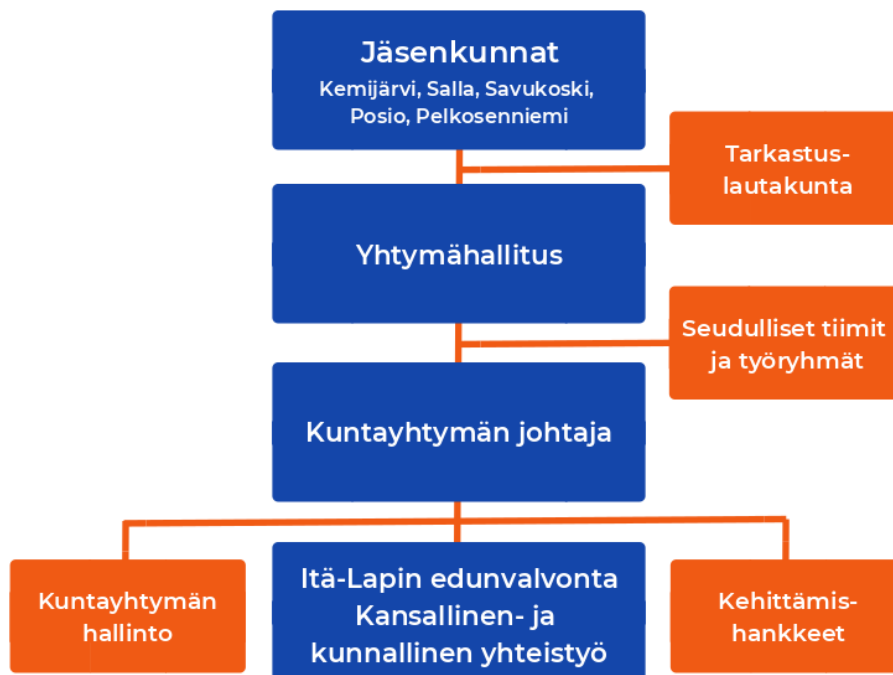 Jäsenkunnat
Kemijärvi, Salla, Savukoski,
Posio, Pelkosenniemi
Tarkastus-
lautakunta
Yhtymähallitus
Seudulliset tiimit
ja työryhmät
Kuntayhtymän johtaja
Kuntayhtymän
hallinto
Itä-Lapin edunvalvonta
Kansallinen- ja
kunnallinen yhteistyö
Kehittämis-
hankkeet